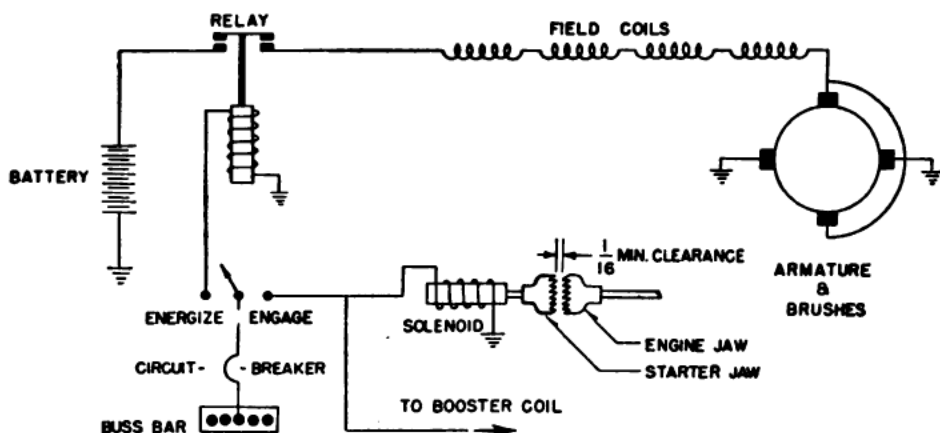 RELAY
FIELD COILS
BATTERY
1/16 MIN. CLEARANCE
ARMATURE
&
BRUSHES
ENERGIZE ENGAGE
SOLENOID
ENGINE JAW
STARTER JAW
CIRCUIT- -BREAKER
TO BOOSTER COIL
BUSS BAR